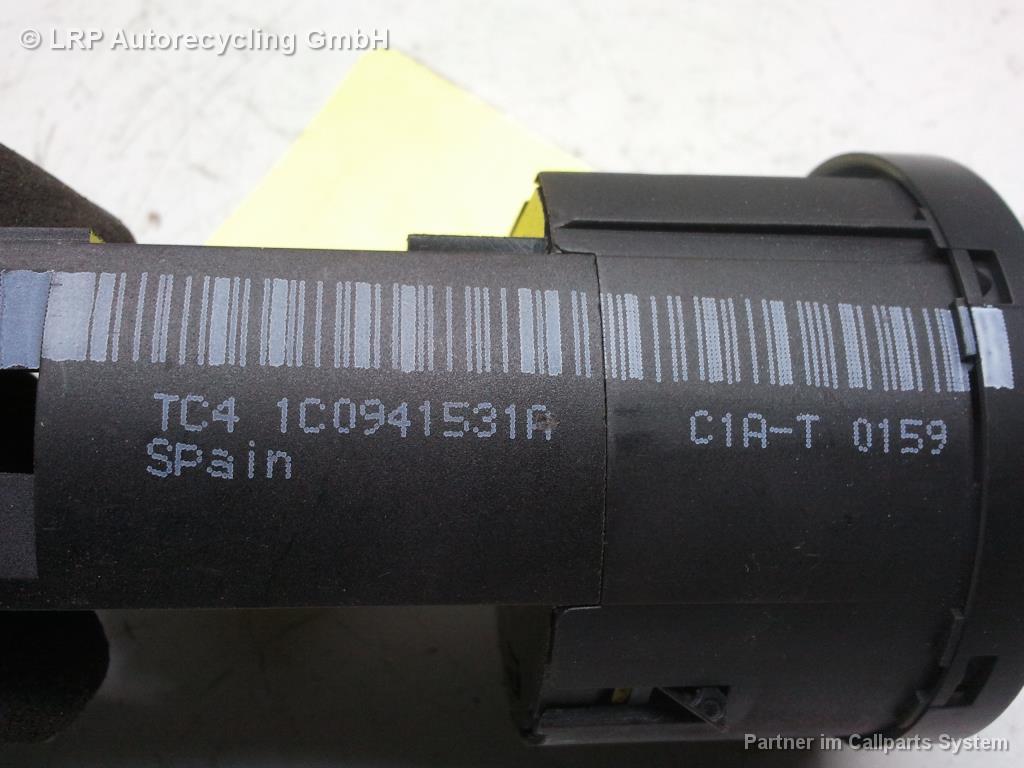 © LRP Autorecycling GmbH
TC4 1C0941531A C1A-T 0159
SPain
Partner im Callparts System